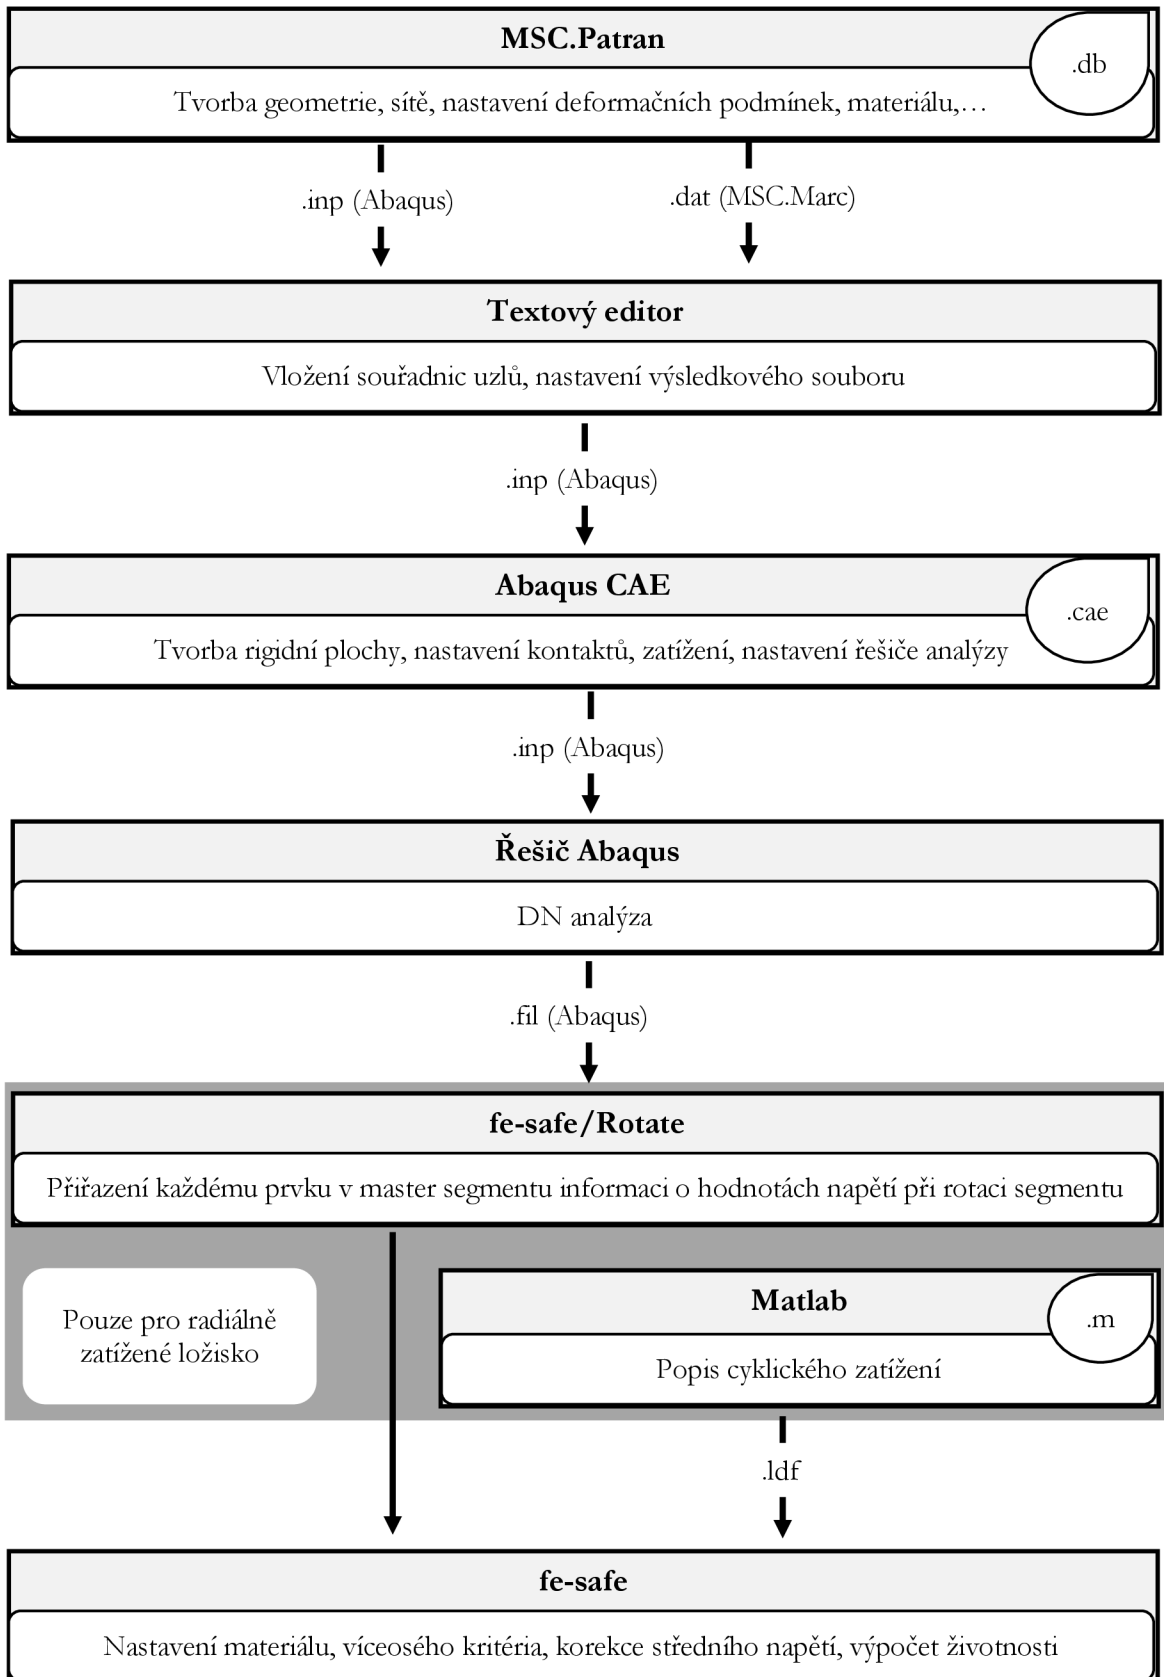 MSC.Patran
.db
Tvorba geometrie, sítě, nastavení deformačních podmínek, materiálu,…
.inp (Abaqus)
.dat (MSC.Marc)
Textový editor
Vložení souřadnic uzlů, nastavení výsledkového souboru
.inp (Abaqus)
Abaqus CAE
.cae
Tvorba rigidní plochy, nastavení kontaktů, zatížení, nastavení řešiče analýzy
.inp (Abaqus)
Řešič Abaqus
DN analýza
.fil (Abaqus)
fe-safe/Rotate
Přiřazení každému prvku v master segmentu informaci o hodnotách napětí při rotaci segmentu
Pouze pro radiálně
zatížené ložisko
Matlab
.m
Popis cyklického zatížení
.ldf
fe-safe
Nastavení materiálu, víceosého kritéria, korekce středního napětí, výpočet životnosti